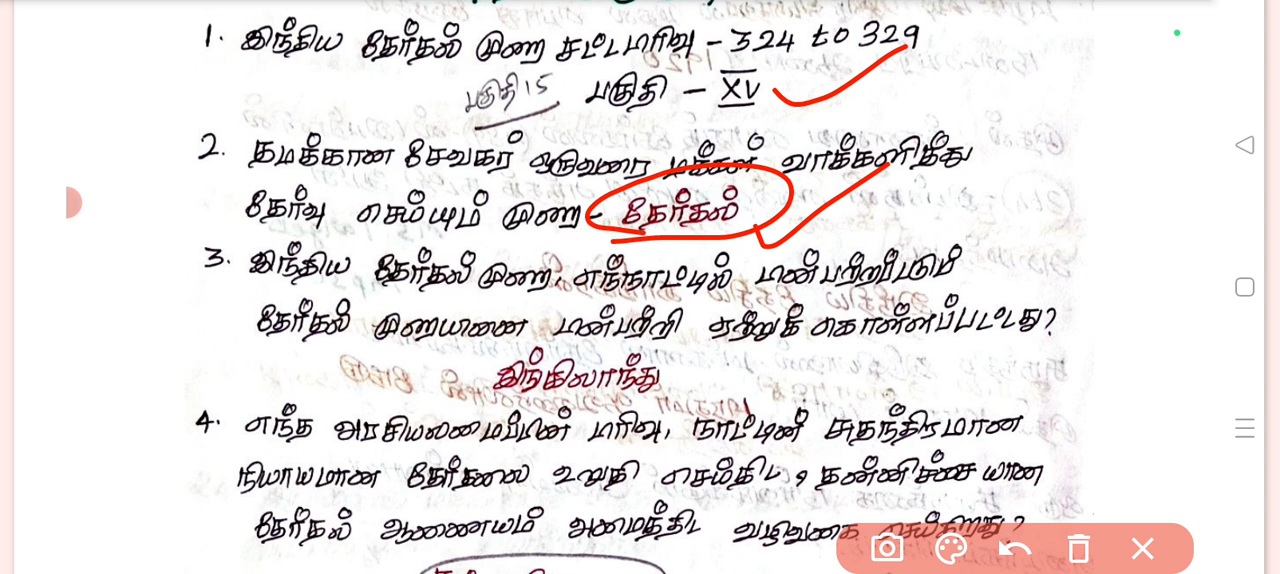 1. இந்திய தேர்தல் முறை சட்டபிரிவு - 324 to 329
பகுதி 15 பகுதி - XV
2. தமக்கான சேவகர் ஒருவரை மக்கள் வாக்களித்து
தேர்வு செய்யும் முறை - தேர்தல்
3. இந்திய தேர்தல் முறை, எந்நாட்டில் பின்பற்றப்படும்
தேர்தல் முறையினை பின்பற்றி ஏற்றுக் கொள்ளப்பட்டது?
இங்கிலாந்து
4. எந்த அரசியலமைப்பின் பிரிவு, நாட்டின் சுதந்திரமான
நியாயமான தேர்தலை உறுதி செய்திட, தன்னிச்சையான
தேர்தல் ஆணையம் அமைத்திட வழிவகை செய்கிறது?